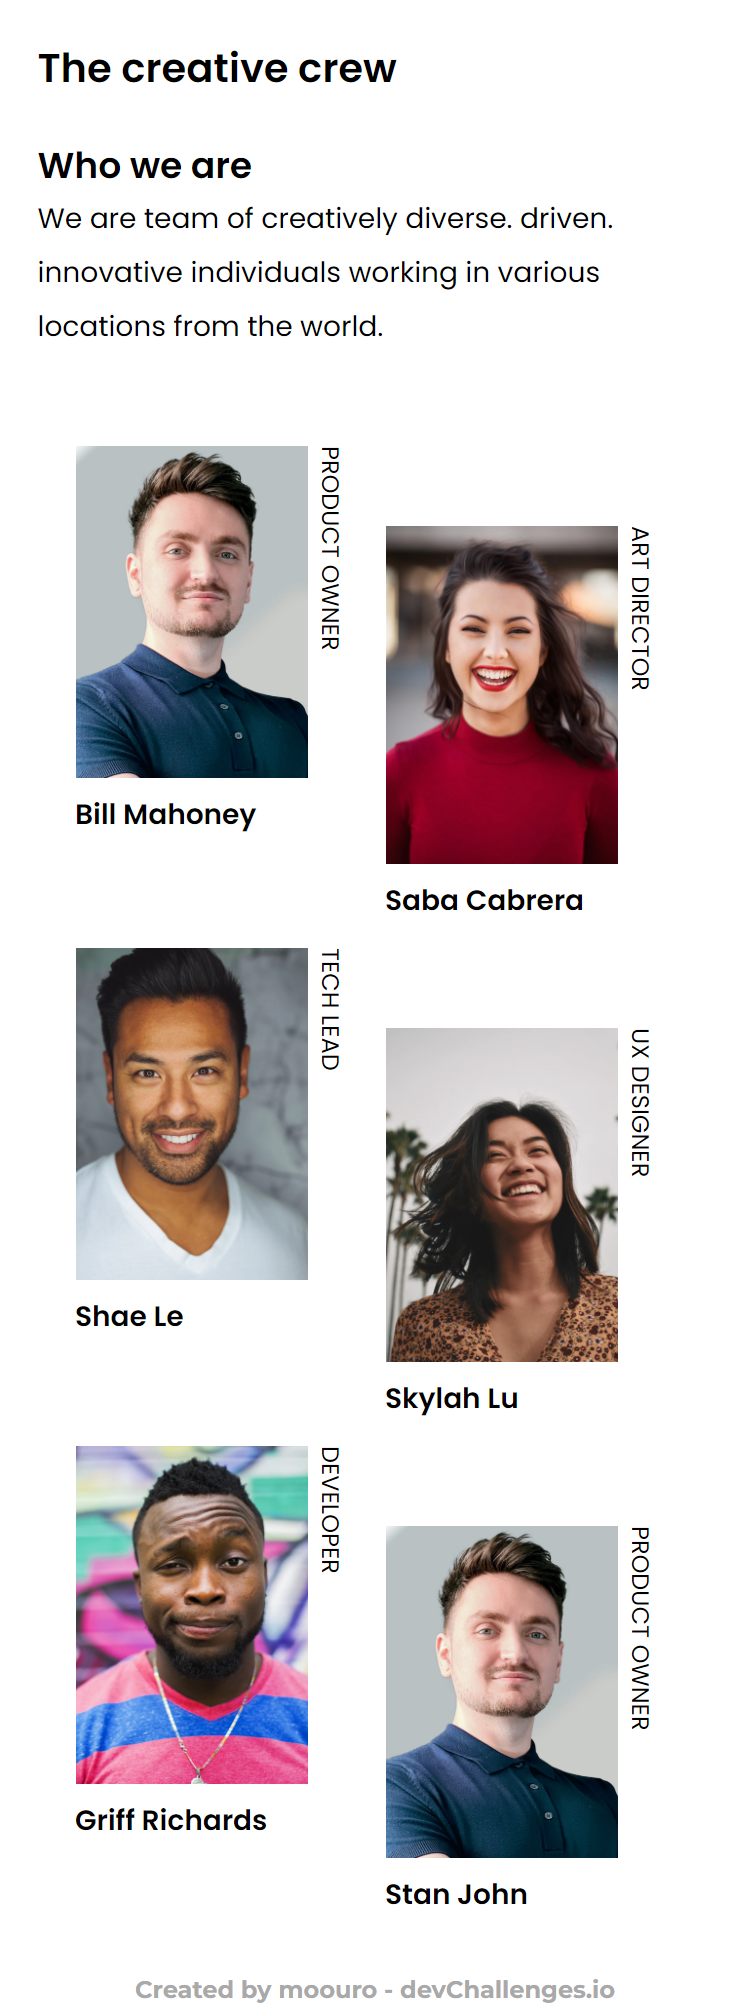 The creative crew
Who we are
We are team of creatively diverse. driven.
innovative individuals working in various
locations from the world.
PRODUCT OWNER
Bill Mahoney
ART DIRECTOR
Saba Cabrera
TECH LEAD
Shae Le
UX DESIGNER
Skylah Lu
DEVELOPER
Griff Richards
PRODUCT OWNER
Stan John
Created by moouro - devChallenges.io